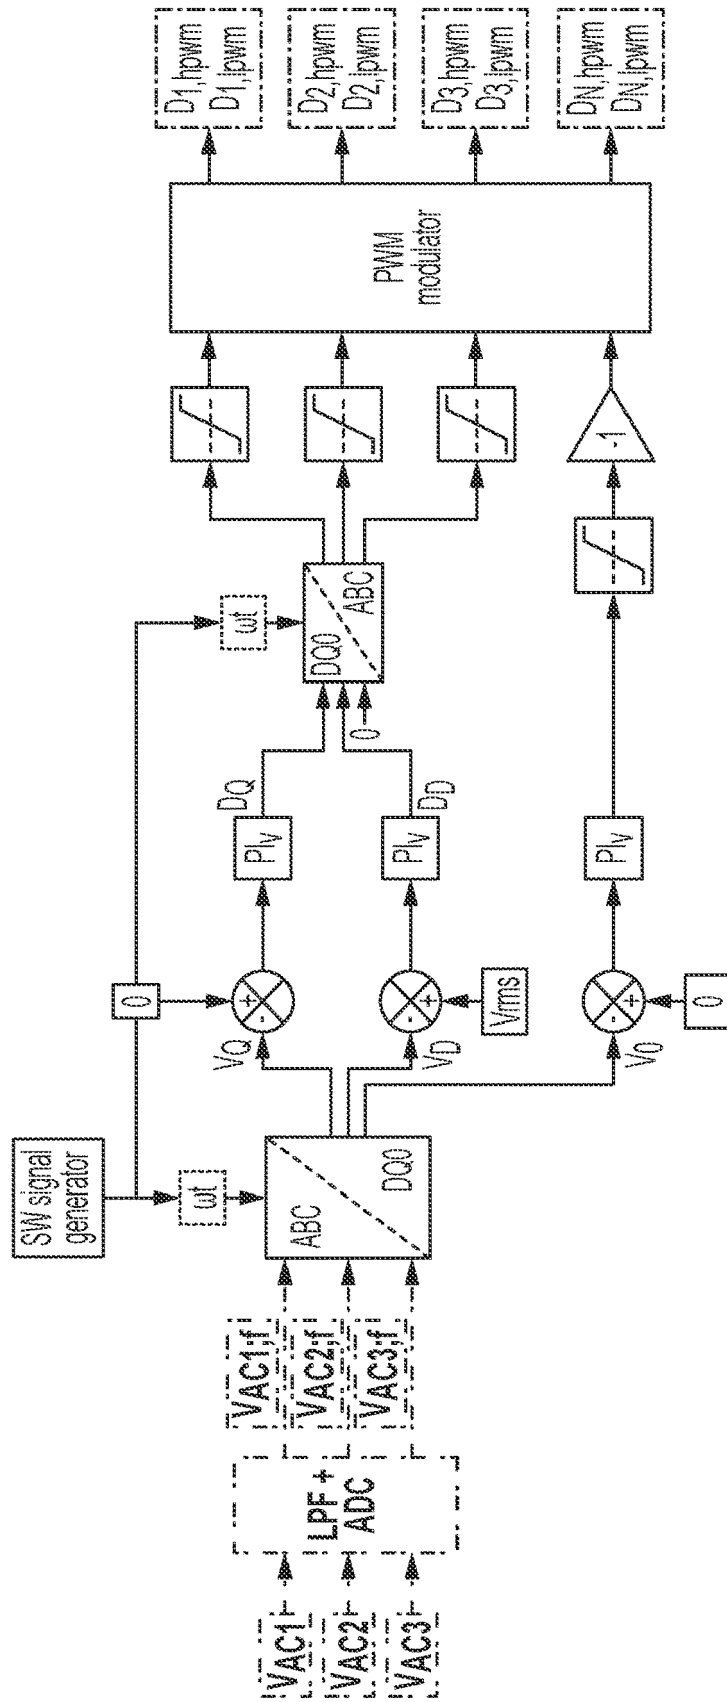 VAC1
VAC2
VAC3
LPF +
ADC
VAC1,f
VAC2,f
VAC3,f
SW signal
generator
ωt
ABC
DQ0
0
VQ
VD
V0
-
+
-
+
-
+
Vrms
0
PIV
PIV
PIV
DQ
DD
0
ωt
DQ0
ABC
-1
PWM
modulator
D1,hpwm
D1,lpwm
D2,hpwm
D2,lpwm
D3,hpwm
D3,lpwm
DN,hpwm
DN,lpwm